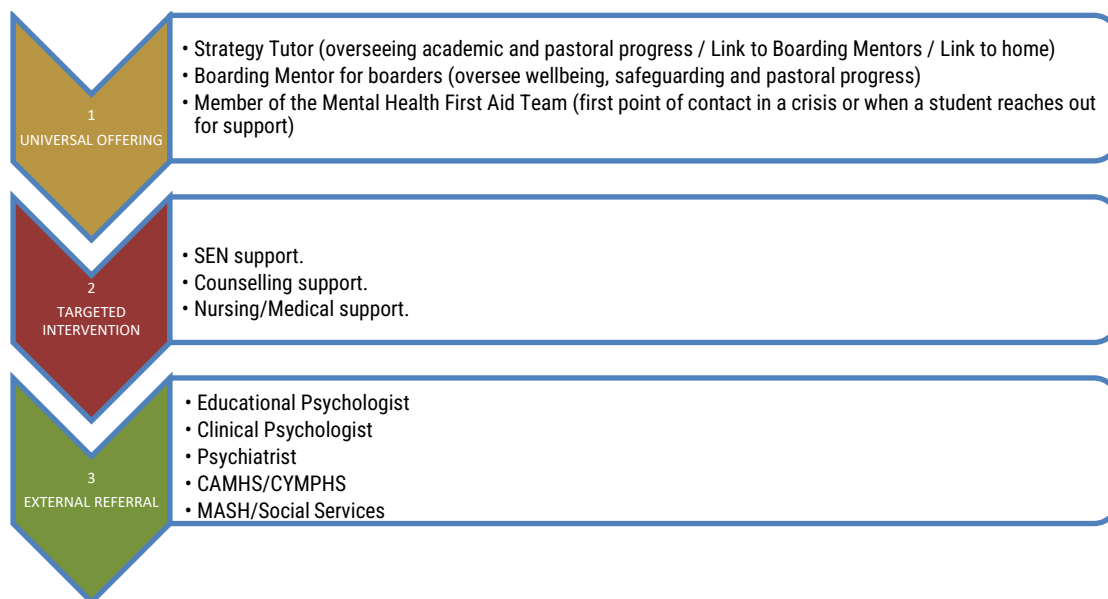 1
UNIVERSAL OFFERING
• Strategy Tutor (overseeing academic and pastoral progress / Link to Boarding Mentors / Link to home)
• Boarding Mentor for boarders (oversee wellbeing, safeguarding and pastoral progress)
• Member of the Mental Health First Aid Team (first point of contact in a crisis or when a student reaches out
for support)
2
TARGETED
INTERVENTION
• SEN support.
• Counselling support.
• Nursing/Medical support.
3
EXTERNAL REFERRAL
• Educational Psychologist
• Clinical Psychologist
• Psychiatrist
• CAMHS/CYMPHS
• MASH/Social Services